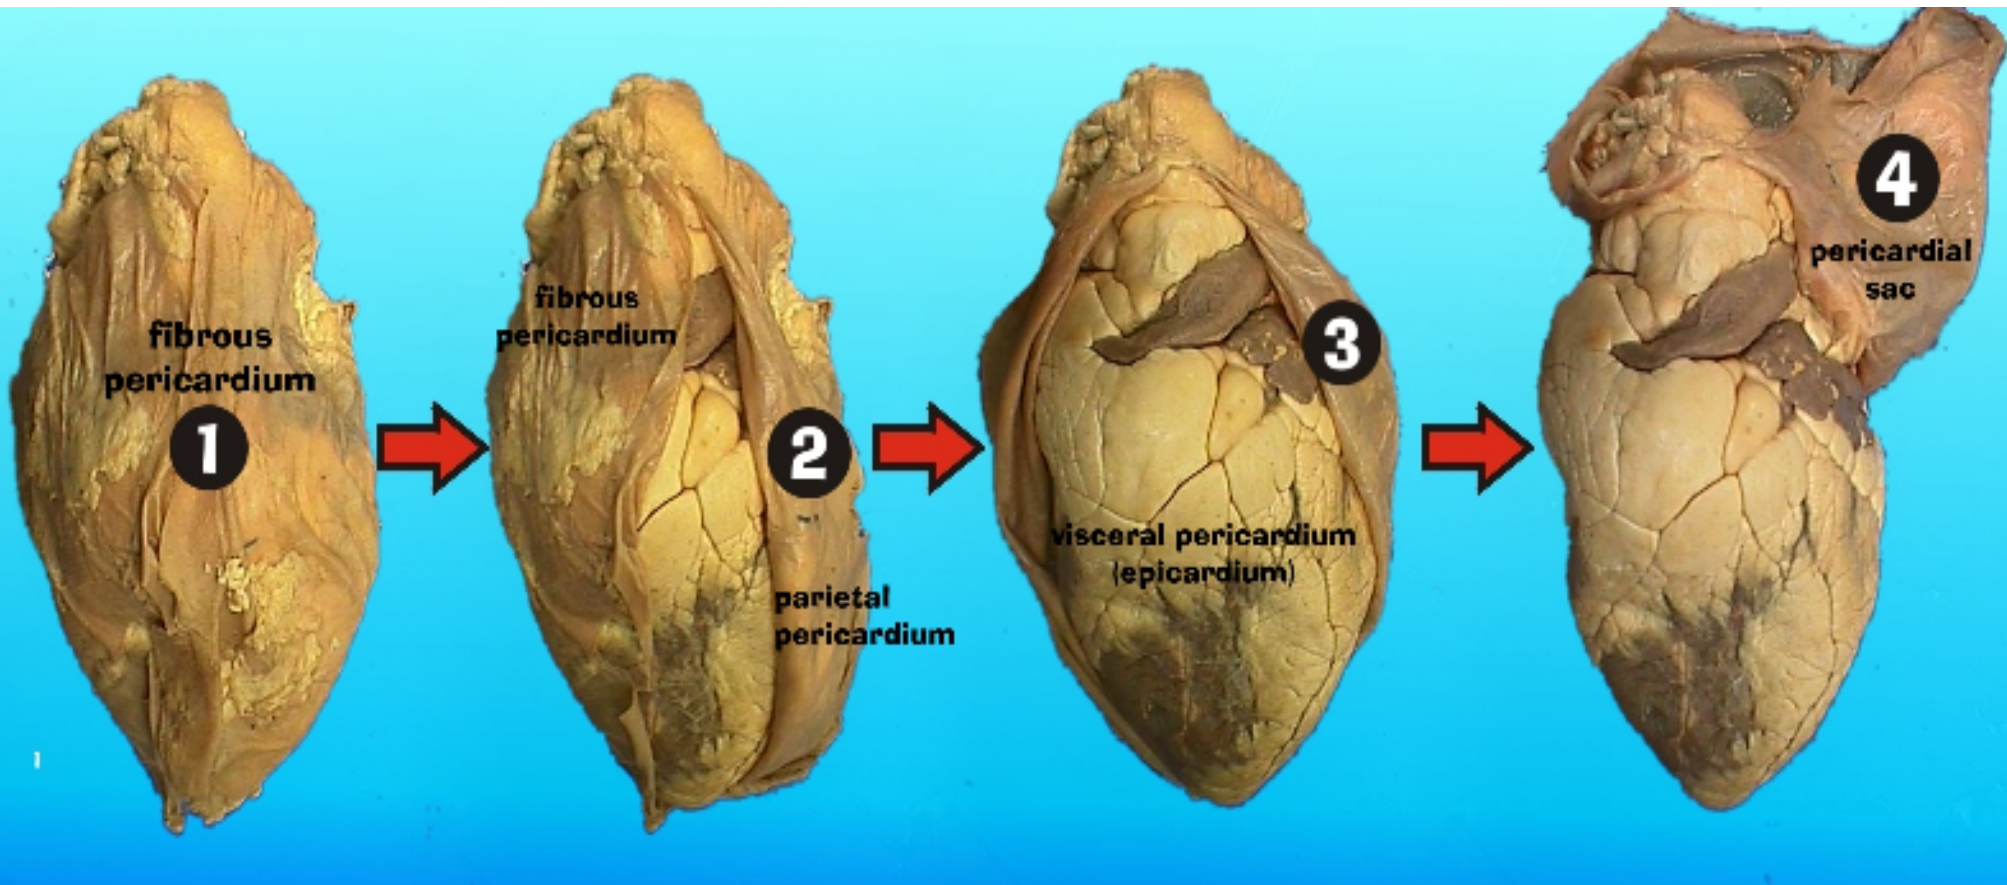 fibrous
pericardium
1
fibrous
pericardium
2
parietal
pericardium
3
visceral pericardium
(epicardium)
4
pericardial
sac